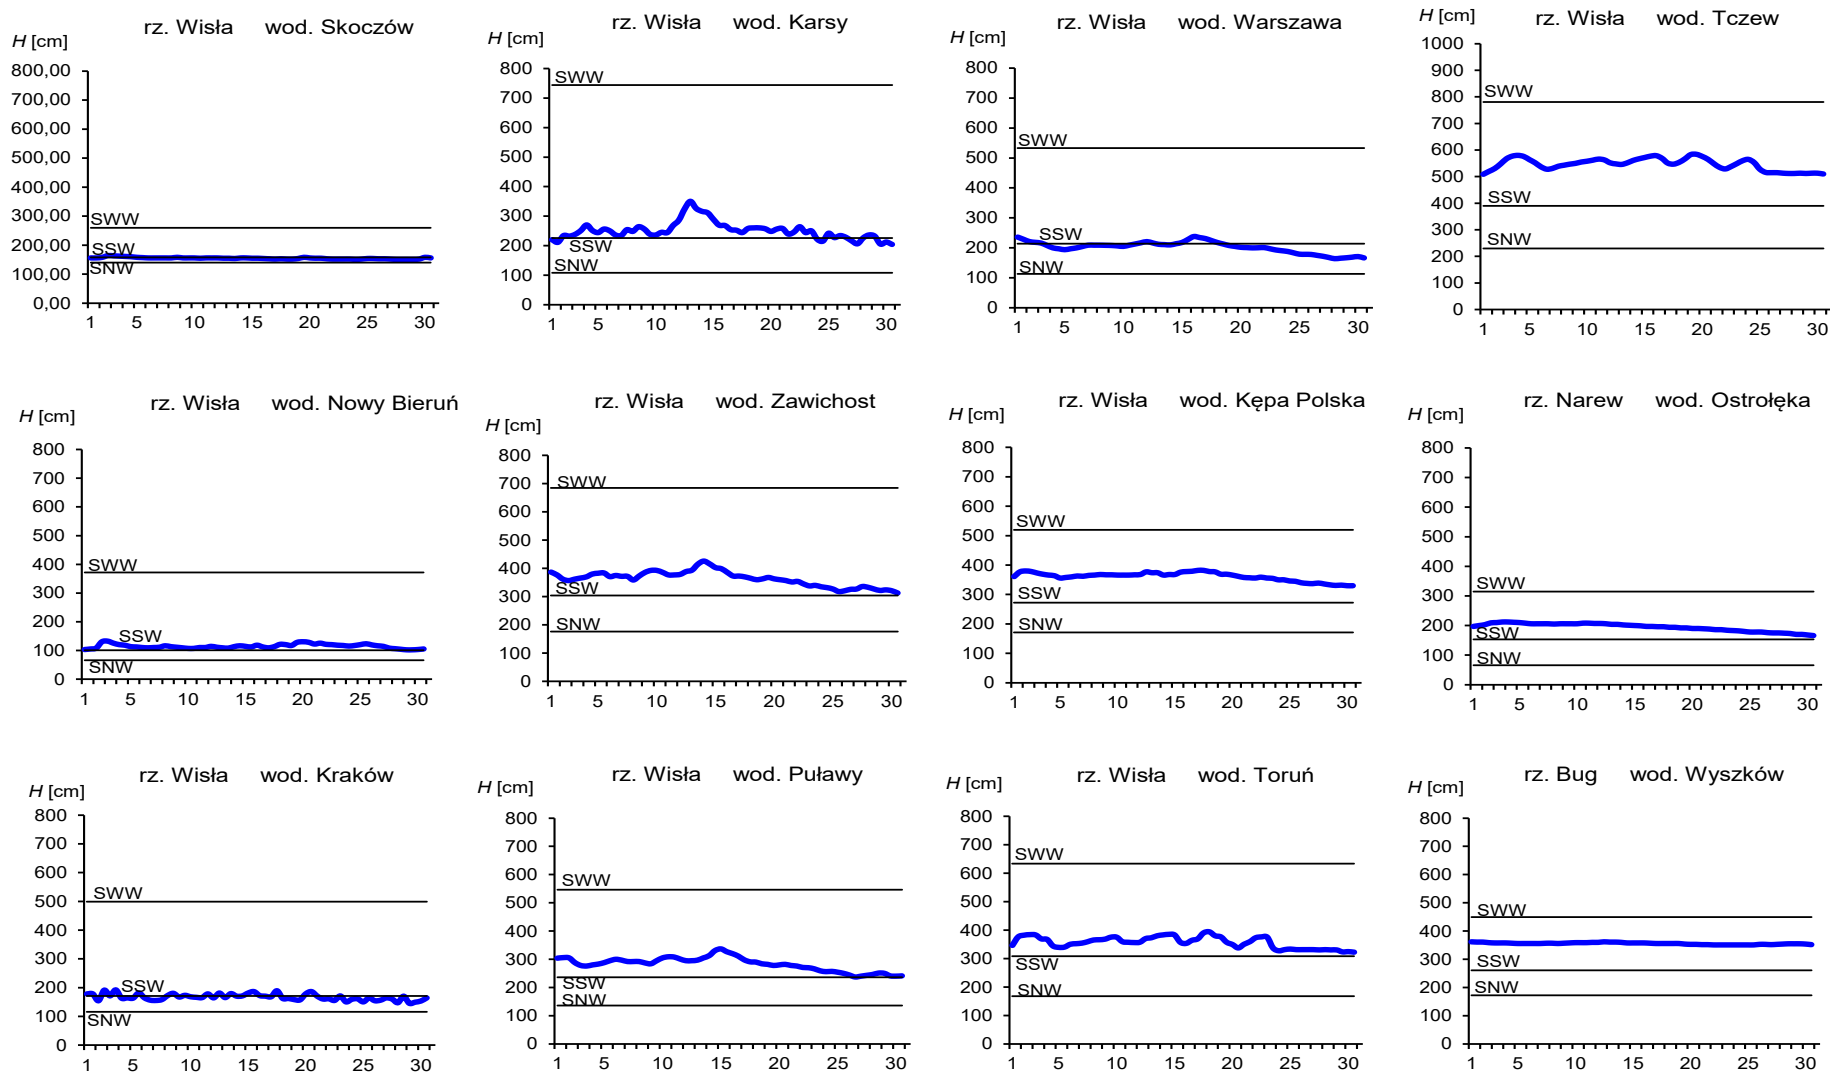 rz. Wisła wod. Skoczów
H [cm]
800,00
700,00
600,00
500,00
400,00
300,00
200,00
100,00
0,00
SWW
SSW
SNW
1 5 10 15 20 25 30
rz. Wisła wod. Karsy
H [cm]
800
700
600
500
400
300
200
100
0
SWW
SSW
SNW
1 5 10 15 20 25 30
rz. Wisła wod. Warszawa
H [cm]
800
700
600
500
400
300
200
100
0
SWW
SSW
SNW
1 5 10 15 20 25 30
rz. Wisła wod. Tczew
H [cm]
1000
900
800
700
600
500
400
300
200
100
0
SWW
SSW
SNW
1 5 10 15 20 25 30
rz. Wisła wod. Nowy Bieruń
H [cm]
800
700
600
500
400
300
200
100
0
SWW
SSW
SNW
1 5 10 15 20 25 30
rz. Wisła wod. Zawichost
H [cm]
800
700
600
500
400
300
200
100
0
SWW
SSW
SNW
1 5 10 15 20 25 30
rz. Wisła wod. Kępa Polska
H [cm]
800
700
600
500
400
300
200
100
0
SWW
SSW
SNW
1 5 10 15 20 25 30
rz. Narew wod. Ostrołęka
H [cm]
800
700
600
500
400
300
200
100
0
SWW
SSW
SNW
1 5 10 15 20 25 30
rz. Wisła wod. Kraków
H [cm]
800
700
600
500
400
300
200
100
0
SWW
SSW
SNW
1 5 10 15 20 25 30
rz. Wisła wod. Puławy
H [cm]
800
700
600
500
400
300
200
100
0
SWW
SSW
SNW
1 5 10 15 20 25 30
rz. Wisła wod. Toruń
H [cm]
800
700
600
500
400
300
200
100
0
SWW
SSW
SNW
1 5 10 15 20 25 30
rz. Bug wod. Wyszków
H [cm]
800
700
600
500
400
300
200
100
0
SWW
SSW
SNW
1 5 10 15 20 25 30